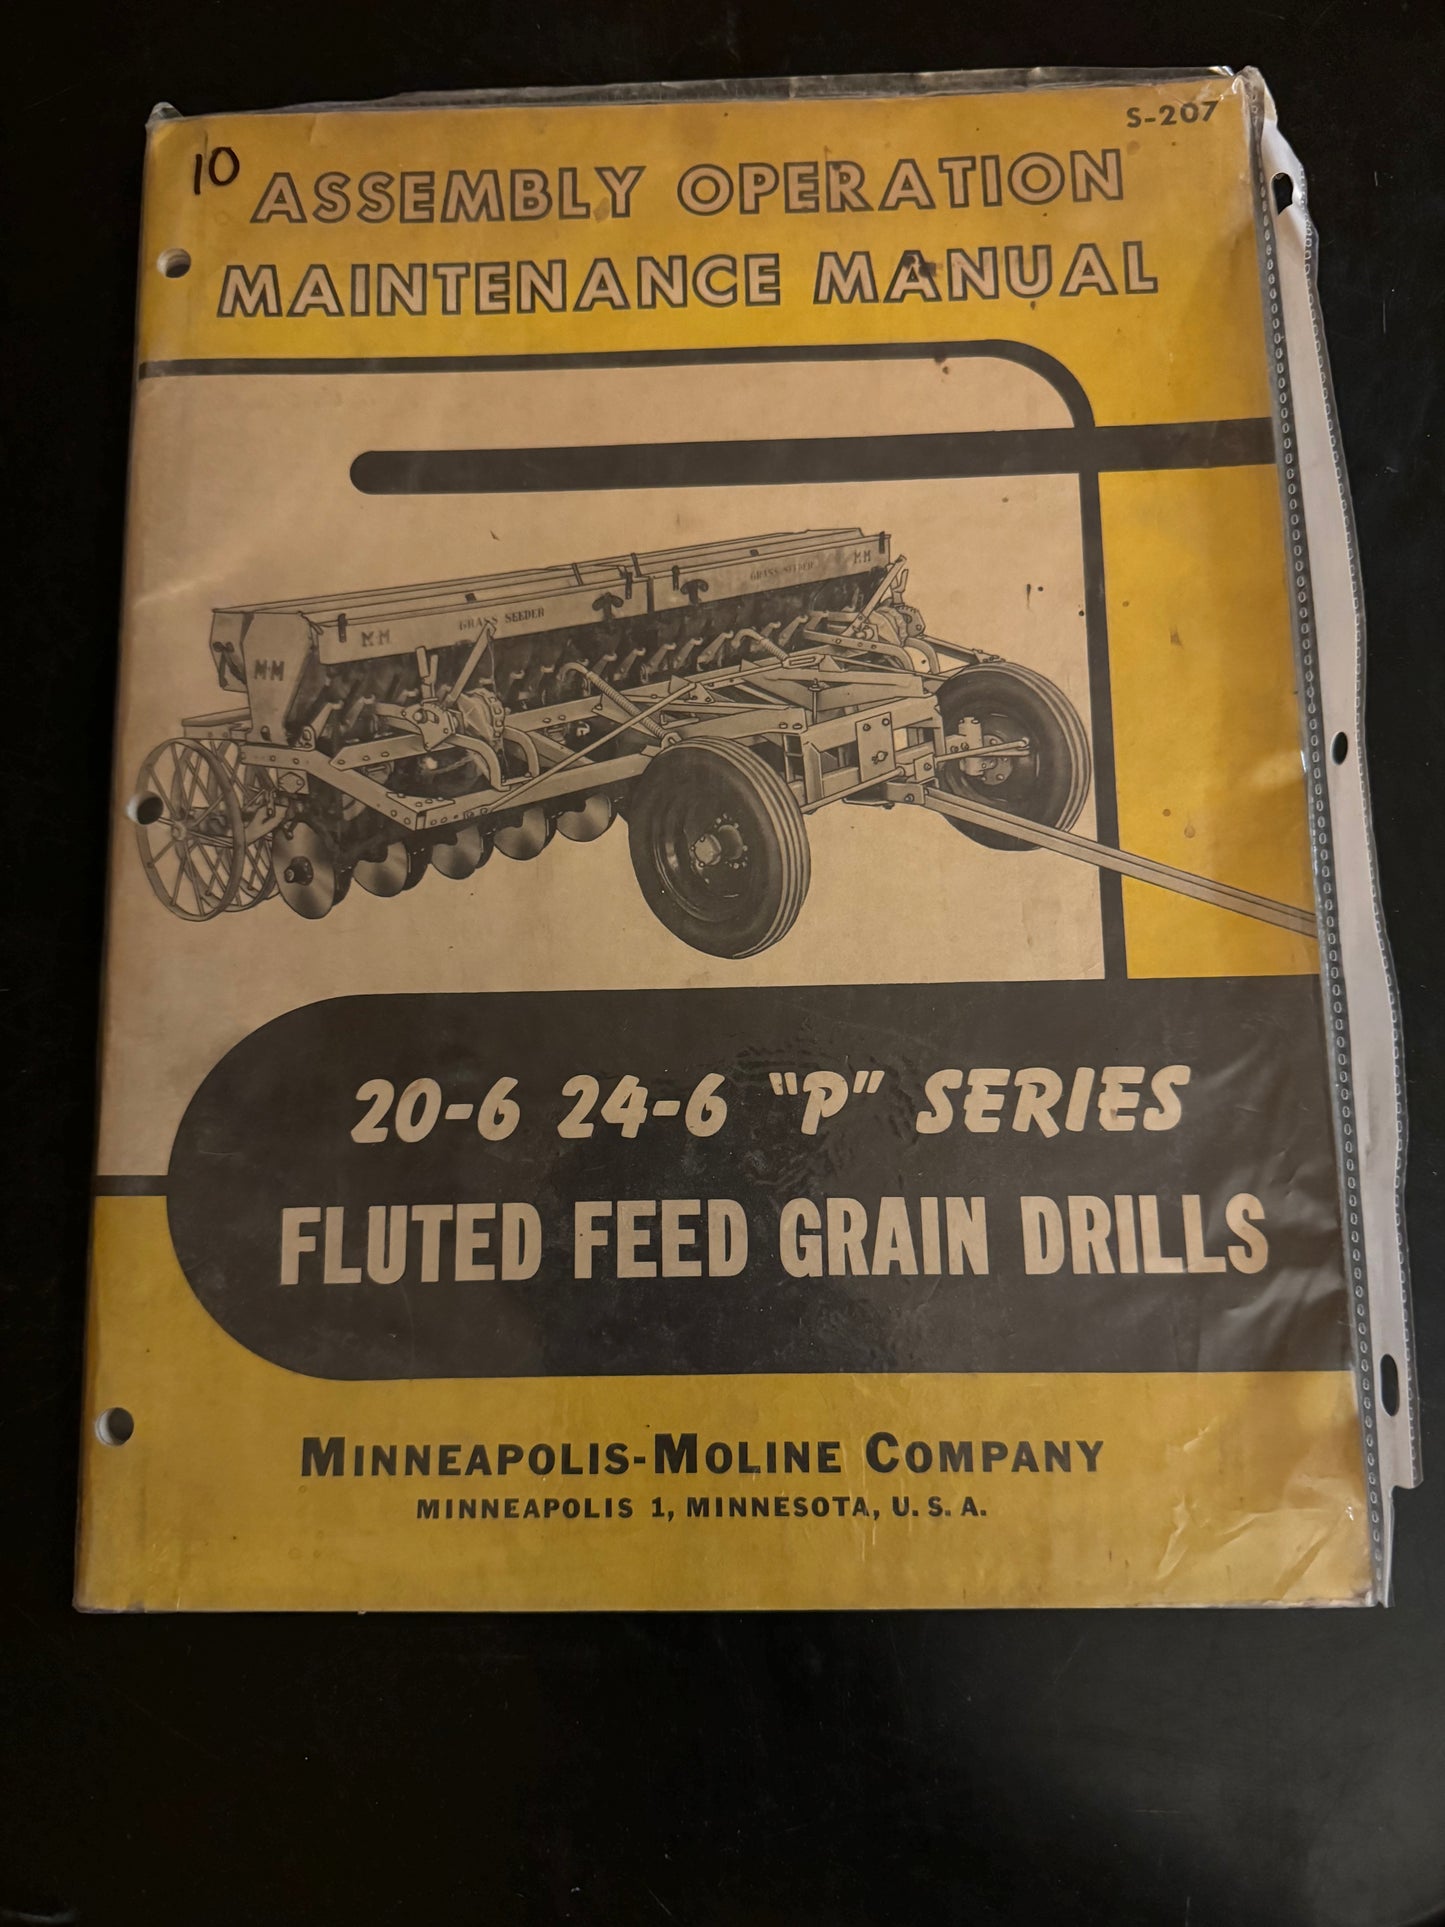 S-207
10
ASSEMBLY OPERATION
MAINTENANCE MANUAL
GRASS SEEDER
M-M
GRASS SEEDER
M-M
M-M
20-6 24-6 "P" SERIES
FLUTED FEED GRAIN DRILLS
MINNEAPOLIS-MOLINE COMPANY
MINNEAPOLIS 1, MINNESOTA, U. S. A.